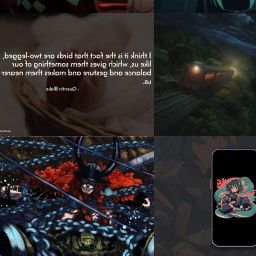 I think it is the fact that birds are two-legged,
like us, which gives them something of our
balance and gesture and makes them nearer
us.
- Quentin Blake